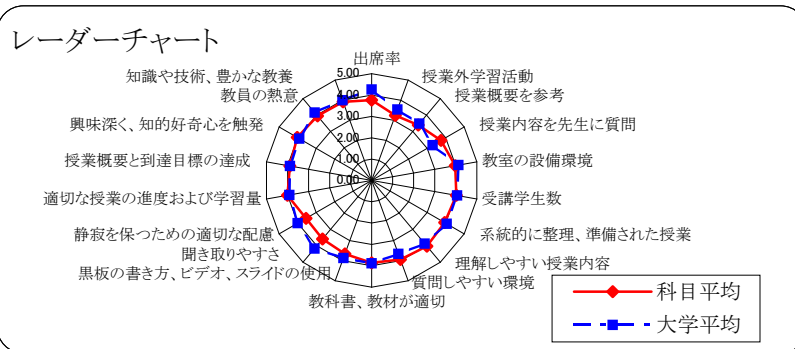 レーダーチャート
出席率
知識や技術、豊かな教養
授業外学習活動
教員の熱意
授業概要を参考
興味深く、知的好奇心を触発
授業内容を先生に質問
授業概要と到達目標の達成
教室の設備環境
適切な授業の進度および学習量
受講学生数
静寂を保つための適切な配慮
系統的に整理、準備された授業
聞き取りやすさ
理解しやすい授業内容
黒板の書き方、ビデオ、スライドの使用
質問しやすい環境
教科書、教材が適切
5.00
4.00
3.00
2.00
1.00
0.00
科目平均
大学平均